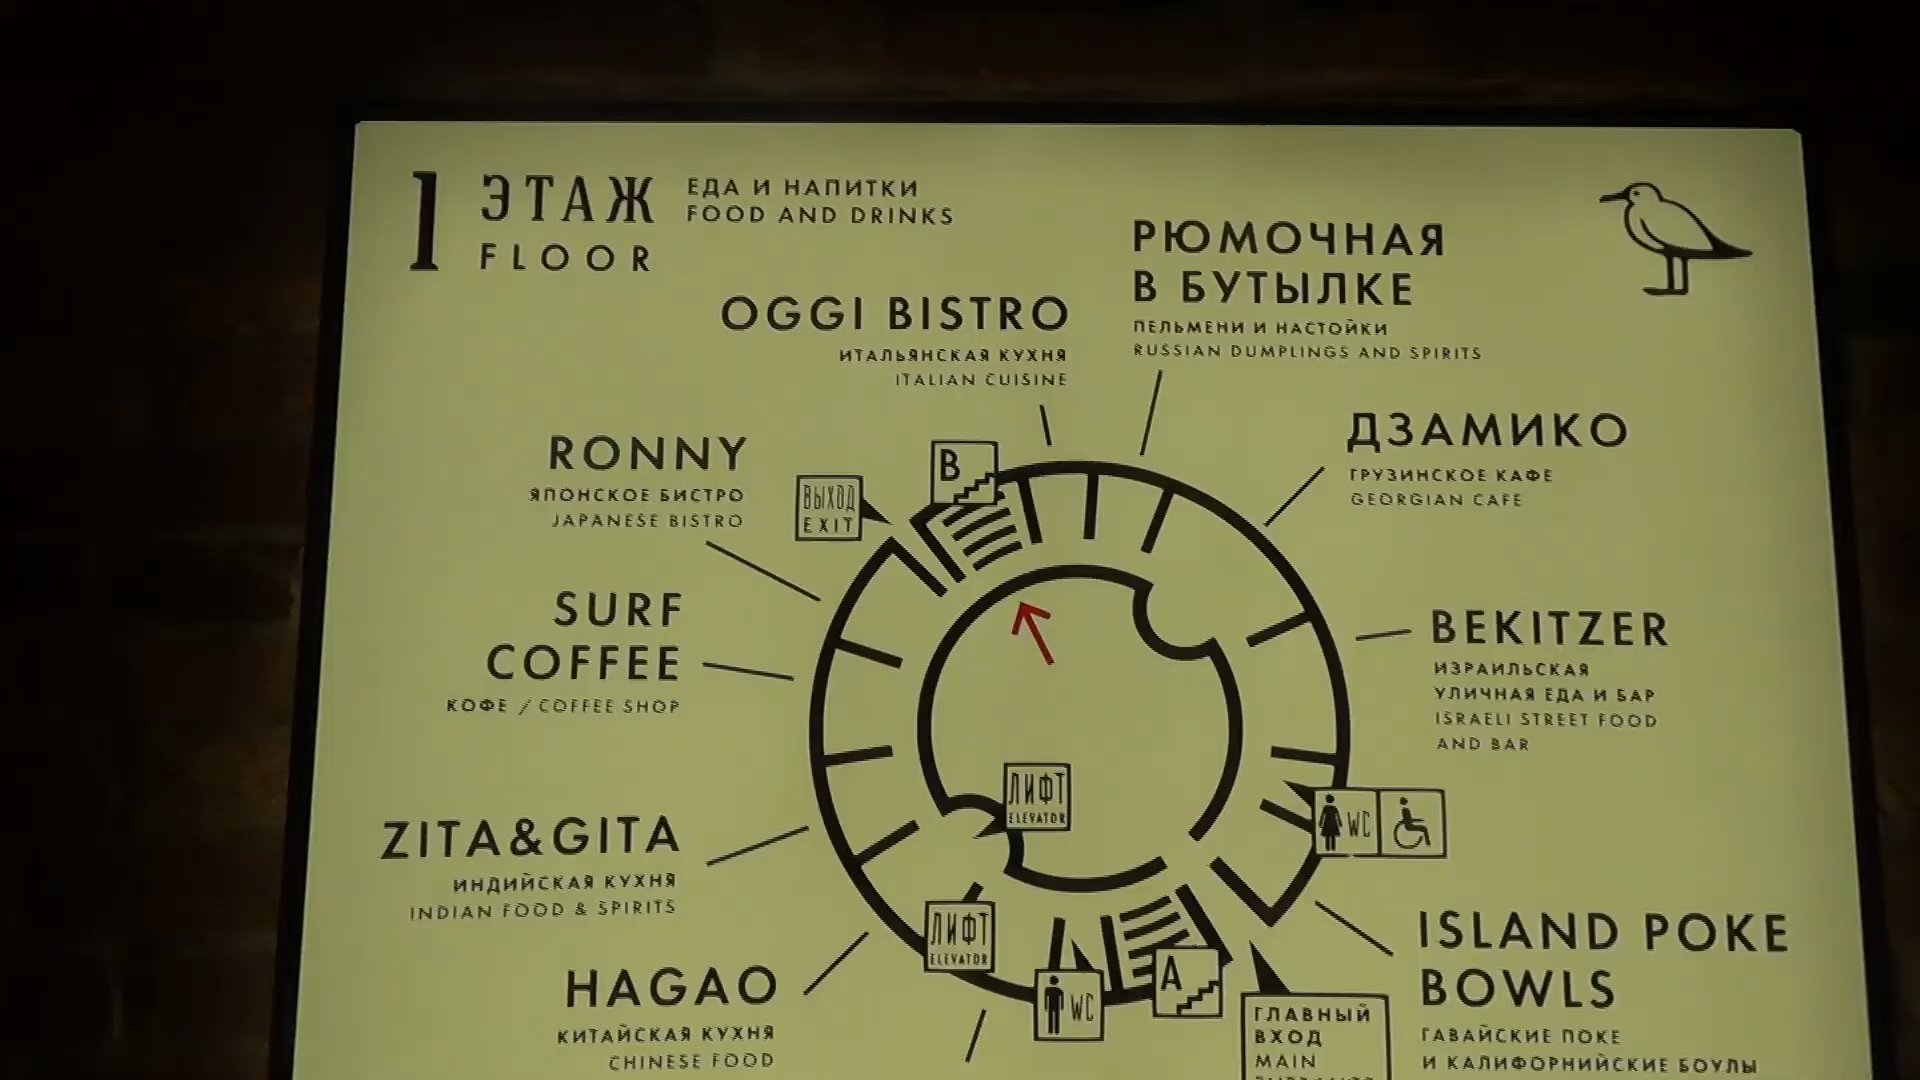 1 ЭТАЖ
FLOOR
ЕДА И НАПИТКИ
FOOD AND DRINKS
РЮМОЧНАЯ
В БУТЫЛКЕ
ПЕЛЬМЕНИ И НАСТОЙКИ
RUSSIAN DUMPLINGS AND SPIRITS
OGGI BISTRO
ИТАЛЬЯНСКАЯ КУХНЯ
ITALIAN CUISINE
ДЗАМИКО
ГРУЗИНСКОЕ КАФЕ
GEORGIAN CAFE
RONNY
ЯПОНСКОЕ БИСТРО
JAPANESE BISTRO
B
ВЫХОД
EXIT
SURF
COFFEE
КОФЕ / COFFEE SHOP
BEKITZER
ИЗРАИЛЬСКАЯ
УЛИЧНАЯ ЕДА И БАР
ISRAELI STREET FOOD
AND BAR
ЛИФТ
ELEVATOR
WC
ZITA&GITA
ИНДИЙСКАЯ КУХНЯ
INDIAN FOOD & SPIRITS
ЛИФТ
ELEVATOR
WC
A
HAGAO
КИТАЙСКАЯ КУХНЯ
CHINESE FOOD
ГЛАВНЫЙ
ВХОД
MAIN
ISLAND POKE
BOWLS
ГАВАЙСКИЕ ПОКЕ
И КАЛИФОРНИЙСКИЕ БОУЛЫ